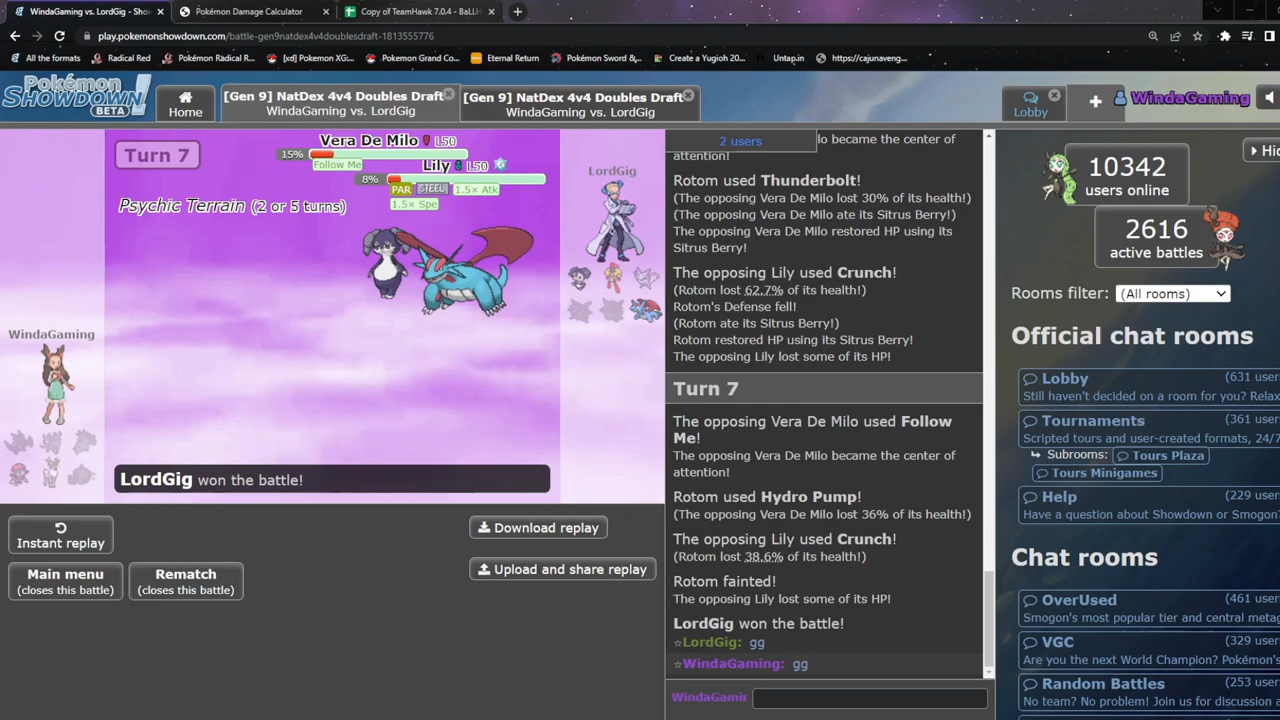 WindaGaming vs. LordGig - Sho
Pokémon Damage Calculator
Copy of TeamHawk 7.0.4 - BaLLH
play.pokemonshowdown.com/battle-gen9natdex4v4doublesdraft-1813555776
All the formats
Radical Red
Pokémon Radical R...
[xd] Pokemon XG:...
Pokemon Grand Co...
Eternal Return
Pokémon Sword &...
Create a Yugioh 20...
Untap.in
https://cajunaveng...
Pokémon
Showdown!
BETA
Home
[Gen 9] NatDex 4v4 Doubles Draft
WindaGaming vs. LordGig
[Gen 9] NatDex 4v4 Doubles Draft
WindaGaming vs. LordGig
Lobby
WindaGaming
Turn 7
Vera De Milo L50
15%
Follow Me
Lily L50
8%
PAR STEEL 1.5× Atk
1.5× Spe
Psychic Terrain (2 or 5 turns)
LordGig
WindaGaming
LordGig won the battle!
Instant replay
Download replay
Main menu
(closes this battle)
Rematch
(closes this battle)
Upload and share replay
2 users
lo became the center of
attention!
Rotom used Thunderbolt!
(The opposing Vera De Milo lost 30% of its health!)
(The opposing Vera De Milo ate its Sitrus Berry!)
The opposing Vera De Milo restored HP using its
Sitrus Berry!
The opposing Lily used Crunch!
(Rotom lost 62.7% of its health!)
Rotom's Defense fell!
(Rotom ate its Sitrus Berry!)
Rotom restored HP using its Sitrus Berry!
The opposing Lily lost some of its HP!
Turn 7
The opposing Vera De Milo used Follow
Me!
The opposing Vera De Milo became the center of
attention!
Rotom used Hydro Pump!
(The opposing Vera De Milo lost 36% of its health!)
The opposing Lily used Crunch!
(Rotom lost 38.6% of its health!)
Rotom fainted!
The opposing Lily lost some of its HP!
LordGig won the battle!
☆LordGig: gg
☆WindaGaming: gg
WindaGamir
Hid
10342
users online
2616
active battles
Rooms filter: (All rooms)
Official chat rooms
Lobby (631 users
Still haven't decided on a room for you? Relax
Tournaments (361 users
Scripted tours and user-created formats, 24/7
Subrooms: Tours Plaza
Tours Minigames
Help (229 users
Have a question about Showdown or Smogon'
Chat rooms
OverUsed (461 users
Smogon's most popular tier and central metag
VGC (329 users
Are you the next World Champion? Pokémon's
Random Battles (253 users
No team? No problem! Join us for discussion a